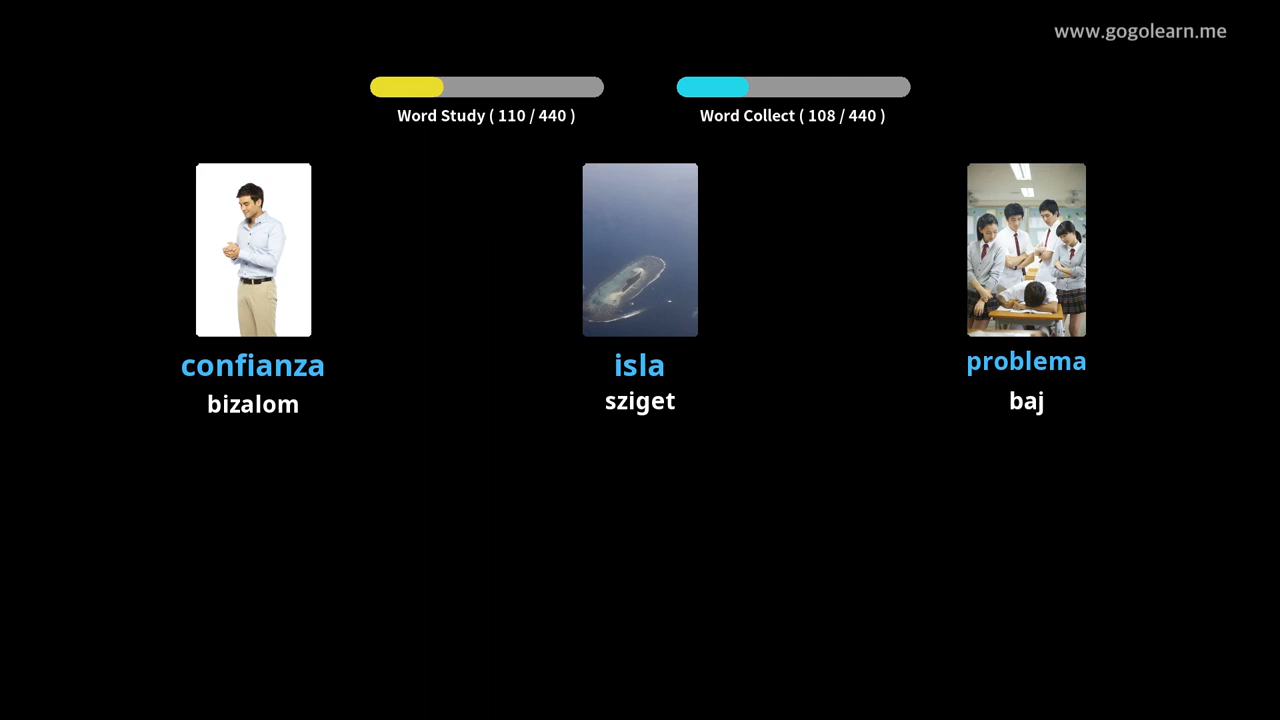 www.gogolearn.me
Word Study ( 110 / 440 )
Word Collect ( 108 / 440 )
confianza
bizalom
isla
sziget
problema
baj